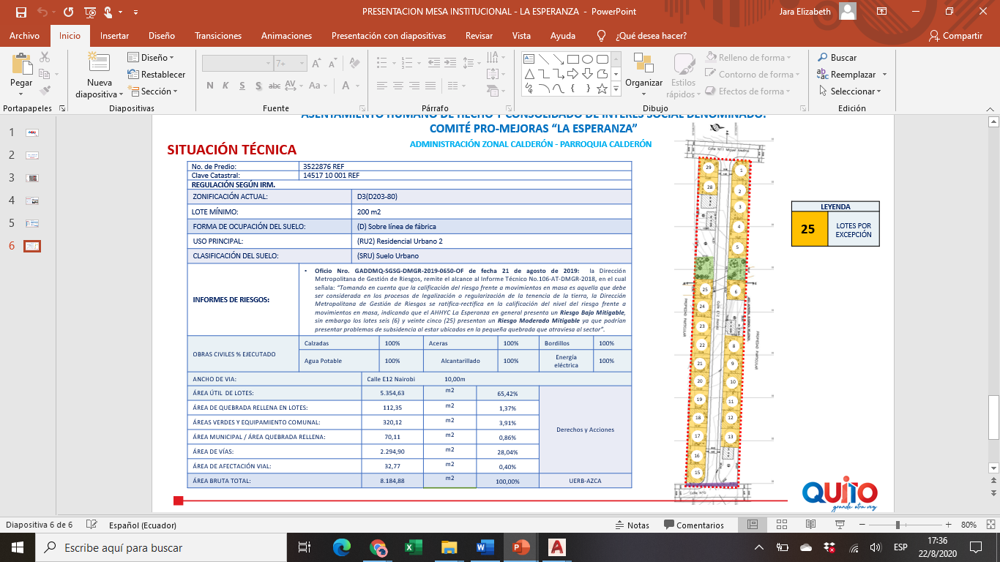 PRESENTACION MESA INSTITUCIONAL - LA ESPERANZA - PowerPoint
Jara Elizabeth
Archivo Inicio Insertar Diseño Transiciones Animaciones Presentación con diapositivas Revisar Vista Ayuda ¿Qué desea hacer? Compartir
Pegar
Nueva diapositiva
Diseño
Restablecer
Sección
7+
N K S S abc AV Aa A
Organizar
Estilos rápidos
Relleno de forma
Contorno de forma
Efectos de forma
Buscar
Reemplazar
Seleccionar
Portapapeles Diapositivas Fuente Párrafo Dibujo Edición
1
2
3
4
5
6
ASENTAMIENTO HUMANO DE HECHO Y CONSOLIDADO DE INTERÉS SOCIAL DENOMINADO:
COMITÉ PRO-MEJORAS “LA ESPERANZA”
ADMINISTRACIÓN ZONAL CALDERÓN - PARROQUIA CALDERÓN
SITUACIÓN TÉCNICA
No. de Predio: 3522876 REF
Clave Catastral: 14517 10 001 REF
REGULACIÓN SEGÚN IRM.
ZONIFICACIÓN ACTUAL: D3(D203-80)
LOTE MÍNIMO: 200 m2
FORMA DE OCUPACIÓN DEL SUELO: (D) Sobre línea de fábrica
USO PRINCIPAL: (RU2) Residencial Urbano 2
CLASIFICACIÓN DEL SUELO: (SRU) Suelo Urbano
INFORMES DE RIESGOS:
• Oficio Nro. GADDMQ-SGSG-DMGR-2019-0650-OF de fecha 21 de agosto de 2019: la Dirección
Metropolitana de Gestión de Riesgos, remite el alcance al Informe Técnico No.106-AT-DMGR-2018, en el cual
señala: “Tomando en cuenta que la calificación del riesgo frente a movimientos en masa es aquella que debe
ser considerada en los procesos de legalización o regularización de la tenencia de la tierra, la Dirección
Metropolitana de Gestión de Riesgos se ratifica-rectifica en la calificación del nivel del riesgo frente a
movimientos en masa, indicando que el AHHYC La Esperanza en general presenta un Riesgo Bajo Mitigable,
sin embargo los lotes seis (6) y veinte cinco (25) presentan un Riesgo Moderado Mitigable ya que podrían
presentar problemas de subsidencia al estar ubicados en la pequeña quebrada que atraviesa al sector”.
OBRAS CIVILES % EJECUTADO
Calzadas 100% Aceras 100% Bordillos 100%
Agua Potable 100% Alcantarillado 100% Energía eléctrica 100%
ANCHO DE VIA: Calle E12 Nairobi 10,00m
ÁREA ÚTIL DE LOTES: 5.354,63 m2 65,42%
ÁREA DE QUEBRADA RELLENA EN LOTES: 112,35 m2 1,37%
ÁREAS VERDES Y EQUIPAMIENTO COMUNAL: 320,12 m2 3,91%
Derechos y Acciones
ÁREA MUNICIPAL / ÁREA QUEBRADA RELLENA: 70,11 m2 0,86%
ÁREA DE VÍAS: 2.294,90 m2 28,04%
ÁREA DE AFECTACIÓN VIAL: 32,77 m2 0,40%
ÁREA BRUTA TOTAL: 8.184,88 m2 100,00% UERB-AZCA
29 1
28 2
3
4
5
25 6
24
23
22 8
21 9
20 10
19 11
18 12
17 13
16
15
PROPIEDAD PARTICULAR
Calle E12 Nairobi
PROPIEDAD PARTICULAR
LEYENDA
25 LOTES POR
EXCEPCIÓN
QUITO
grande otra vez
Diapositiva 6 de 6 Español (Ecuador) Notas Comentarios 80%
Escribe aquí para buscar
ESP
17:36
22/8/2020